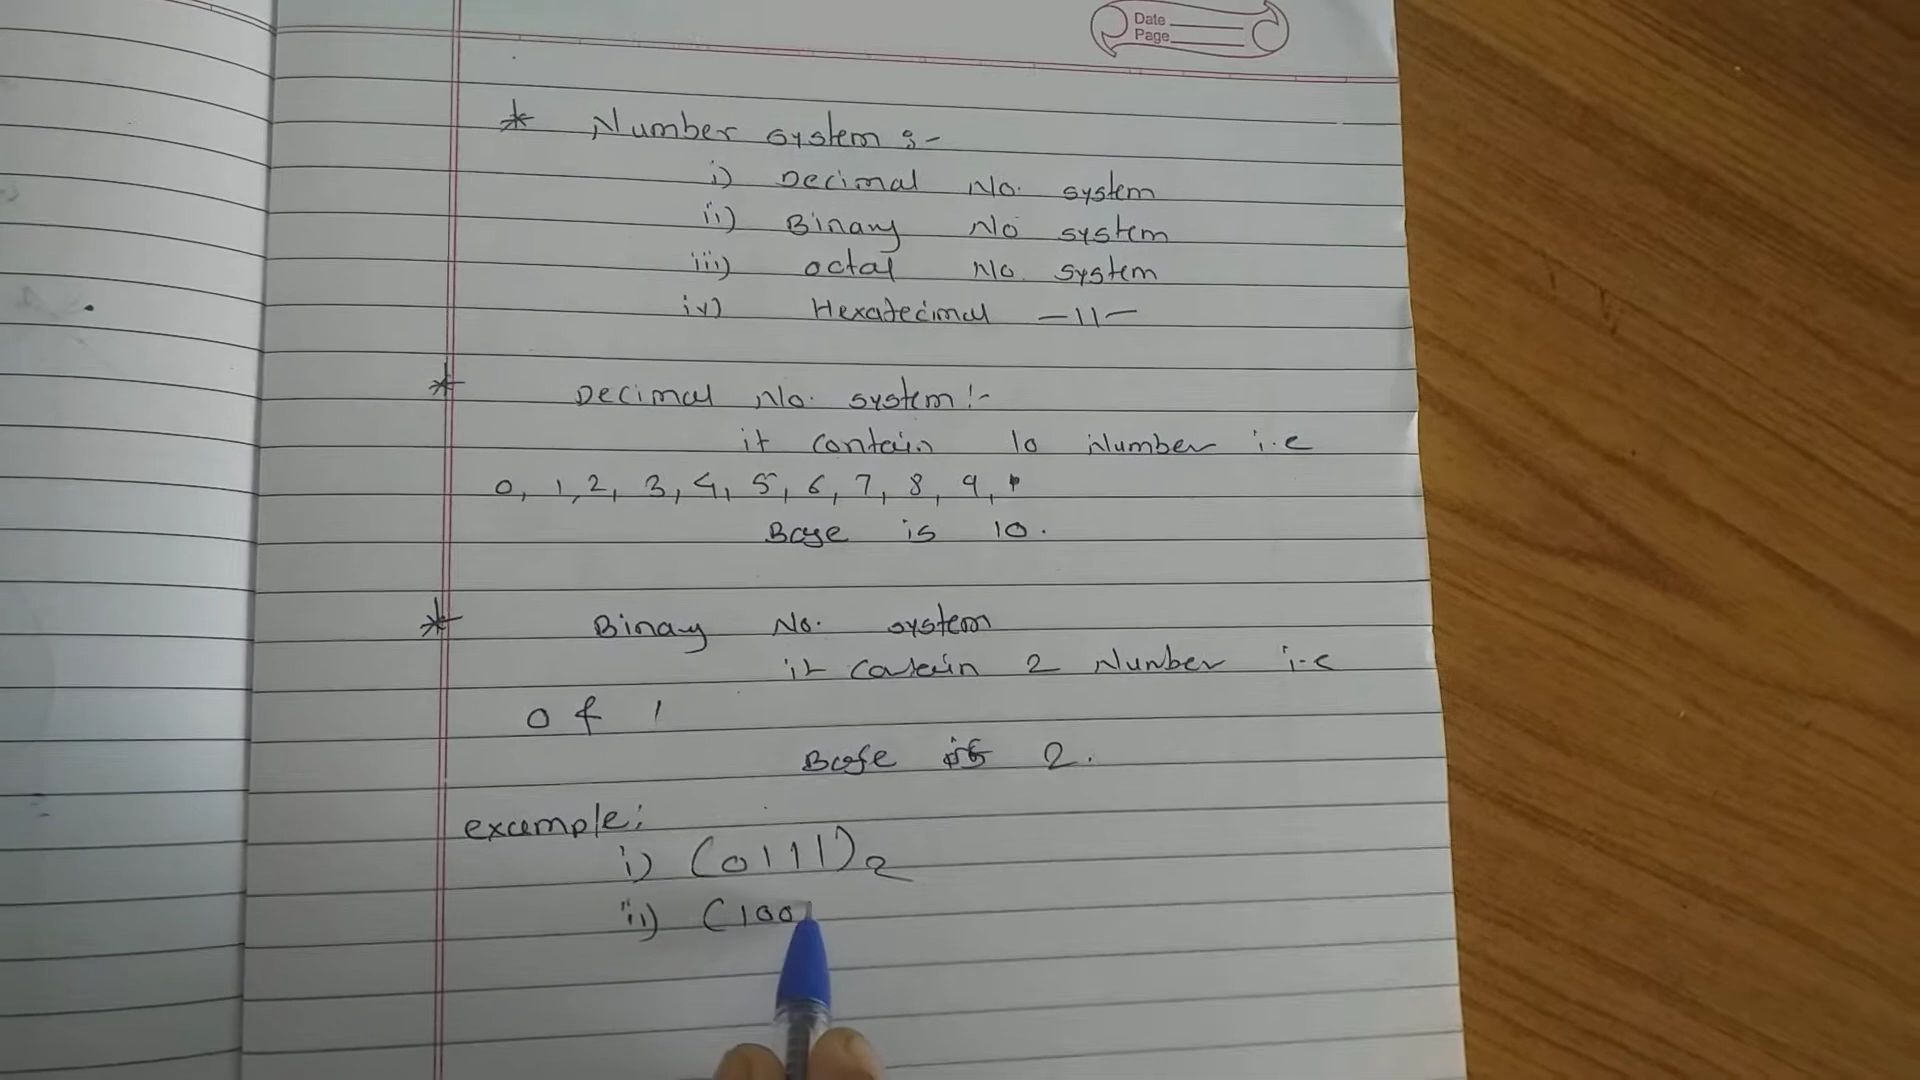 Date
Page
* Number system :-
i) Decimal No. system
ii) Binary No system
iii) octal No. system
iv) Hexadecimal —11—
* Decimal No. system :-
it contain 10 Number i.e
0, 1, 2, 3, 4, 5, 6, 7, 8, 9,
Base is 10.
* Binary No. system
it contain 2 Number i.e
0 & 1
Base is 2.
example:
i) (0111)2
ii) (100